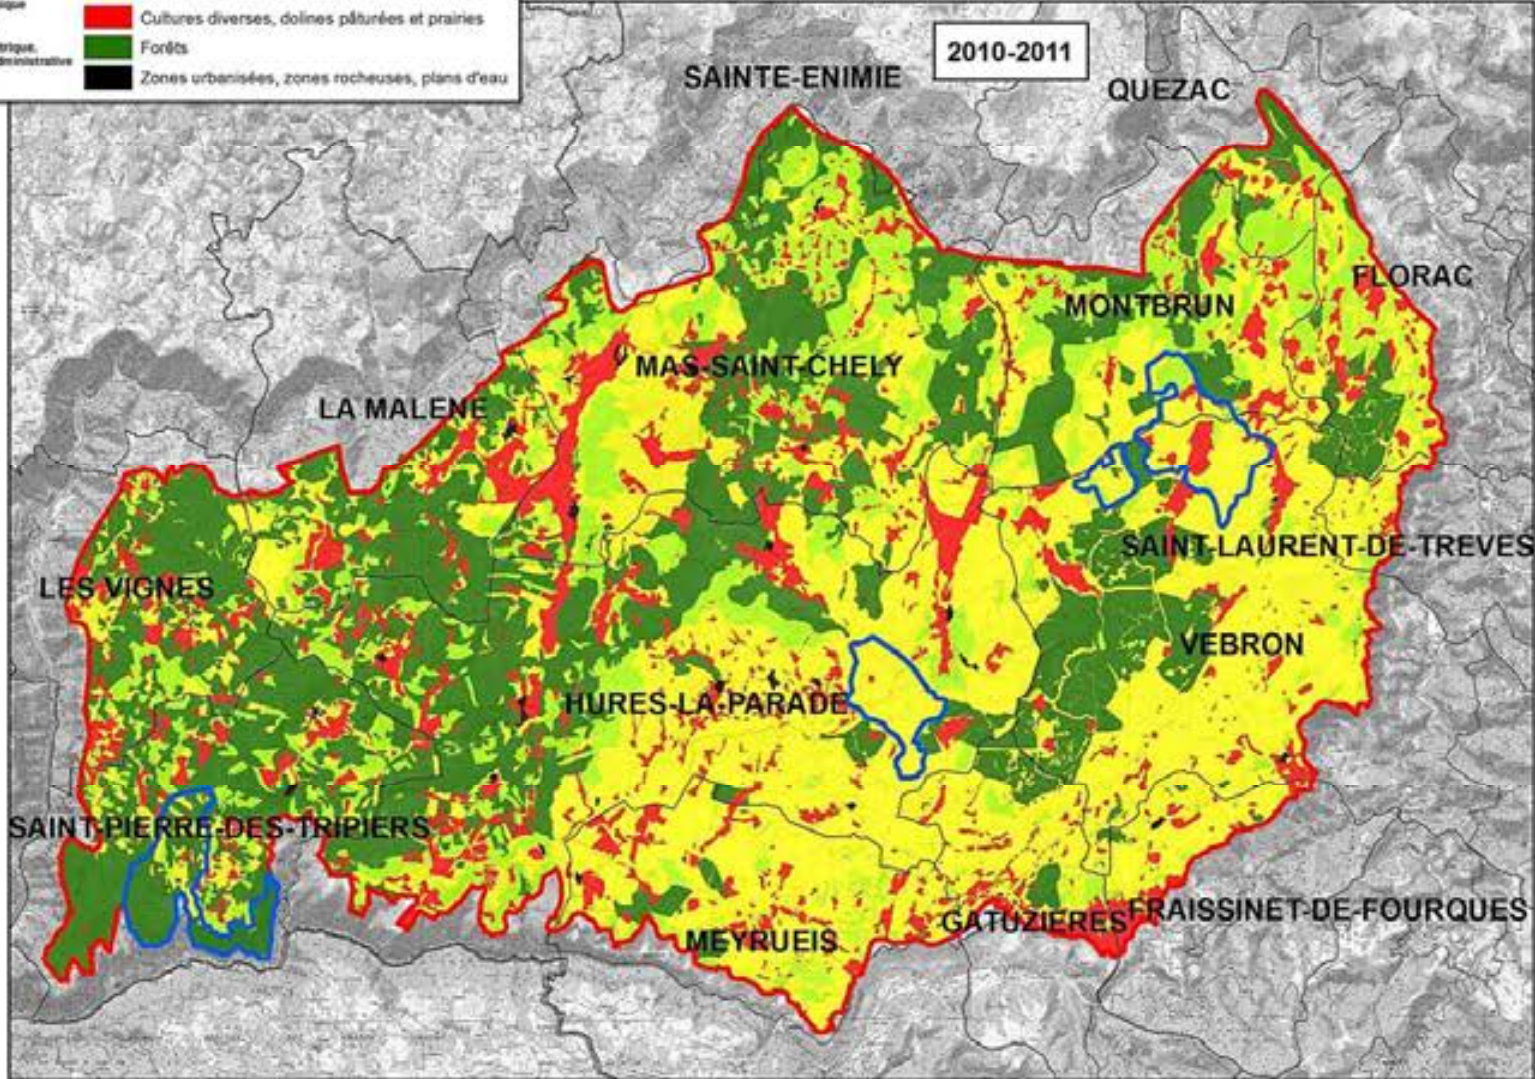 Cultures diverses, dolines pâturées et prairies
Forêts
Zones urbanisées, zones rocheuses, plans d'eau
2010-2011
SAINTE-ENIMIE
QUEZAC
FLORAC
MONTBRUN
MAS-SAINT-CHELY
LA MALENE
SAINT-LAURENT-DE-TREVES
LES VIGNES
VEBRON
HURES-LA-PARADE
SAINT-PIERRE-DES-TRIPIERS
GATUZIERES
FRAISSINET-DE-FOURQUES
MEYRUEIS